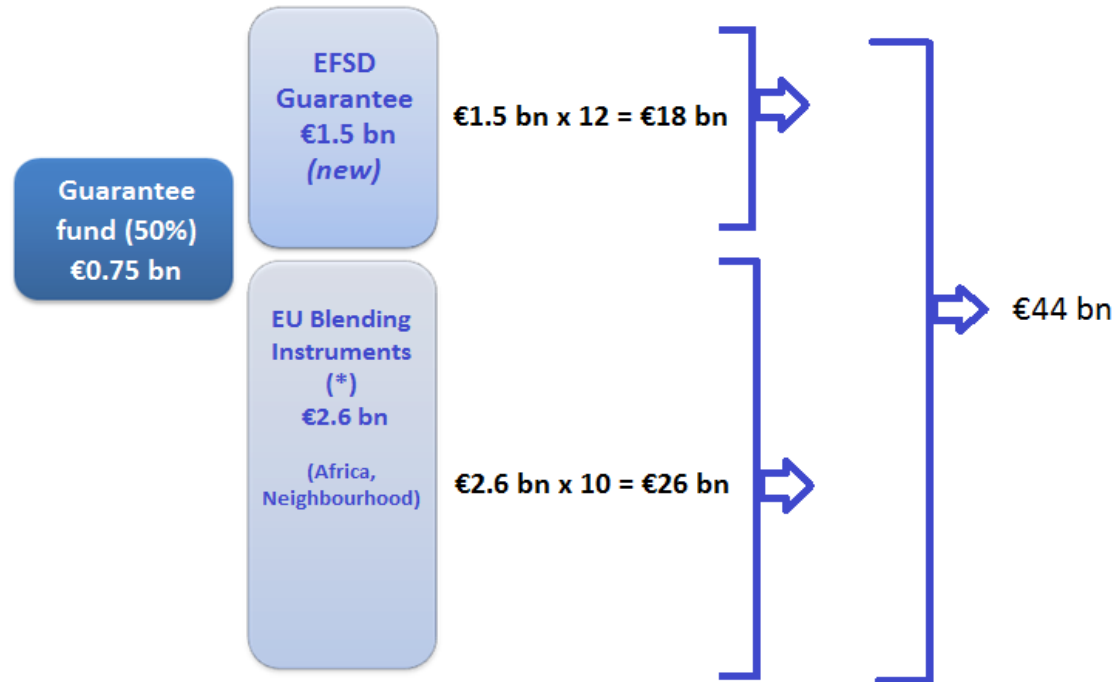 Guarantee
fund (50%)
€0.75 bn
EFSD
Guarantee
€1.5 bn
(new)
€1.5 bn x 12 = €18 bn
EU Blending
Instruments
(*)
€2.6 bn
(Africa,
Neighbourhood)
€2.6 bn x 10 = €26 bn
€44 bn